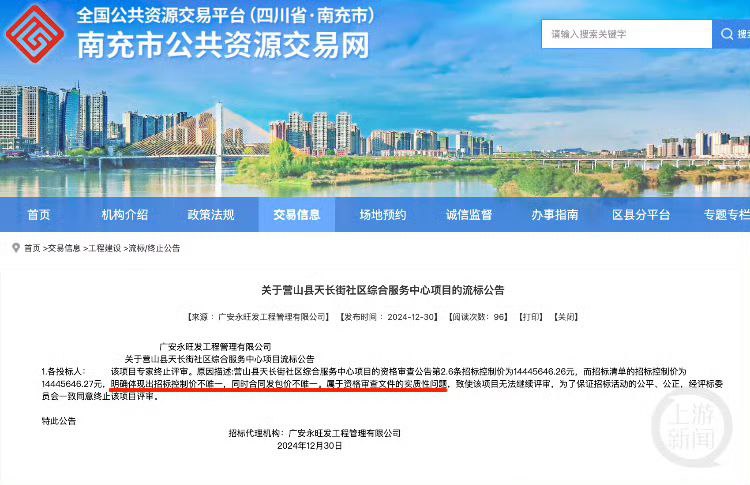 全国公共资源交易平台（四川省·南充市）
南充市公共资源交易网
请输入搜索关键字
搜索
首页 机构介绍 政策法规 交易信息 场地预约 诚信监督 办事指南 区县分平台 专题专栏
首页 >交易信息 >工程建设 >流标/终止公告
关于营山县天长街社区综合服务中心项目的流标公告
【来源 ：广安永旺发工程管理有限公司】 【发布时间 ：2024-12-30】 【阅读次数：96】 【打印】 【关闭】
广安永旺发工程管理有限公司
关于营山县天长街社区综合服务中心项目流标公告
1.各投标人： 该项目专家终止评审。原因描述:营山县天长街社区综合服务中心项目的资格审查公告第2.6条招标控制价为14445646.26元，而招标清单的招标控制价为
14445646.27元，明确体现出招标控制价不唯一，同时合同发包价不唯一。属于资格审查文件的实质性问题，致使该项目无法继续评审，为了保证招标活动的公平、公正，经评标委
员会一致同意终止该项目评审。
特此公告
招标代理机构：广安永旺发工程管理有限公司
2024年12月30日
上游
新闻